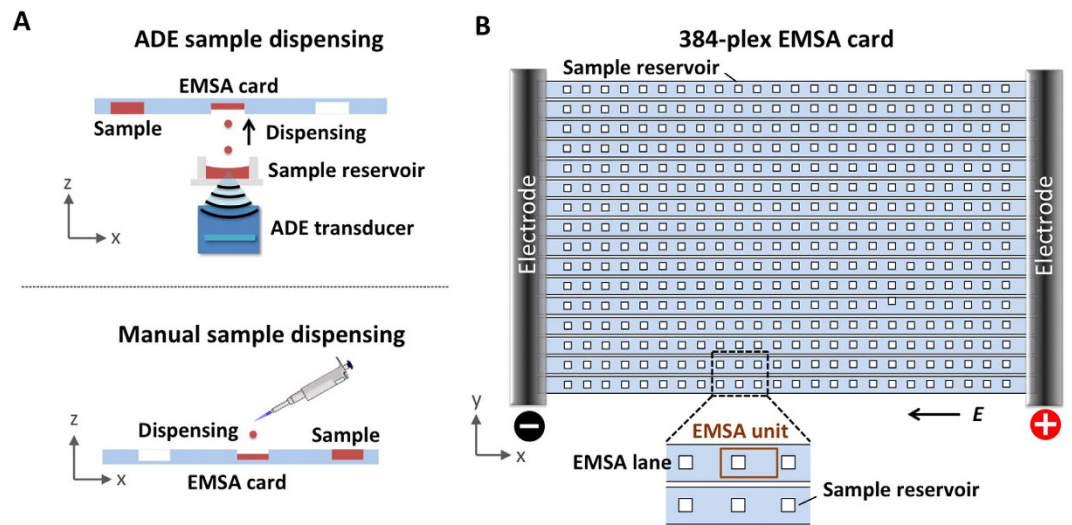 A
ADE sample dispensing
EMSA card
Sample
Dispensing
Sample reservoir
ADE transducer
z
x
Manual sample dispensing
Dispensing
Sample
EMSA card
z
x
B
384-plex EMSA card
Sample reservoir
Electrode
Electrode
−
E
+
y
x
EMSA unit
EMSA lane
Sample reservoir